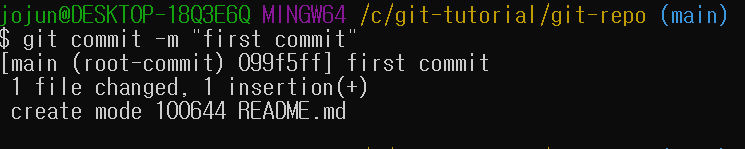 jojun@DESKTOP-18Q3E6Q MINGW64 /c/git-tutorial/git-repo (main)
$ git commit -m "first commit"
[main (root-commit) 099f5ff] first commit
 1 file changed, 1 insertion(+)
 create mode 100644 README.md